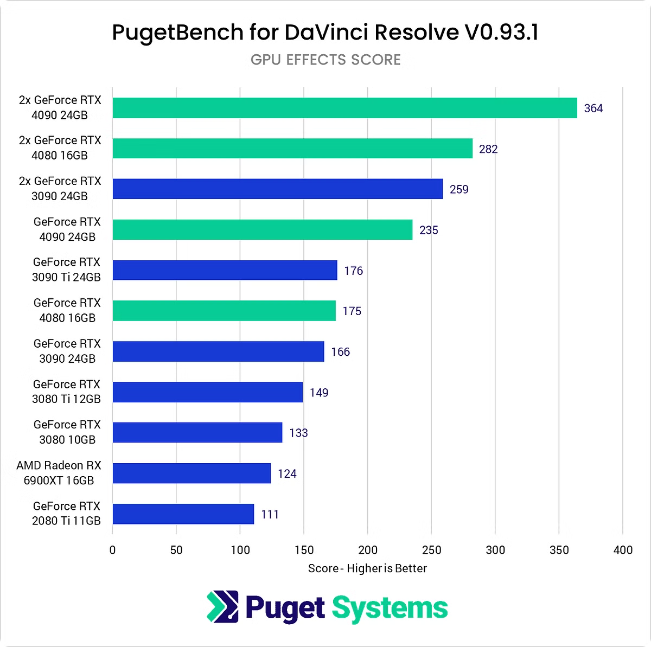 PugetBench for DaVinci Resolve V0.93.1
GPU EFFECTS SCORE
2x GeForce RTX
4090 24GB
364
2x GeForce RTX
4080 16GB
282
2x GeForce RTX
3090 24GB
259
GeForce RTX
4090 24GB
235
GeForce RTX
3090 Ti 24GB
176
GeForce RTX
4080 16GB
175
GeForce RTX
3090 24GB
166
GeForce RTX
3080 Ti 12GB
149
GeForce RTX
3080 10GB
133
AMD Radeon RX
6900XT 16GB
124
GeForce RTX
2080 Ti 11GB
111
0 50 100 150 200 250 300 350 400
Score - Higher is Better
Puget Systems